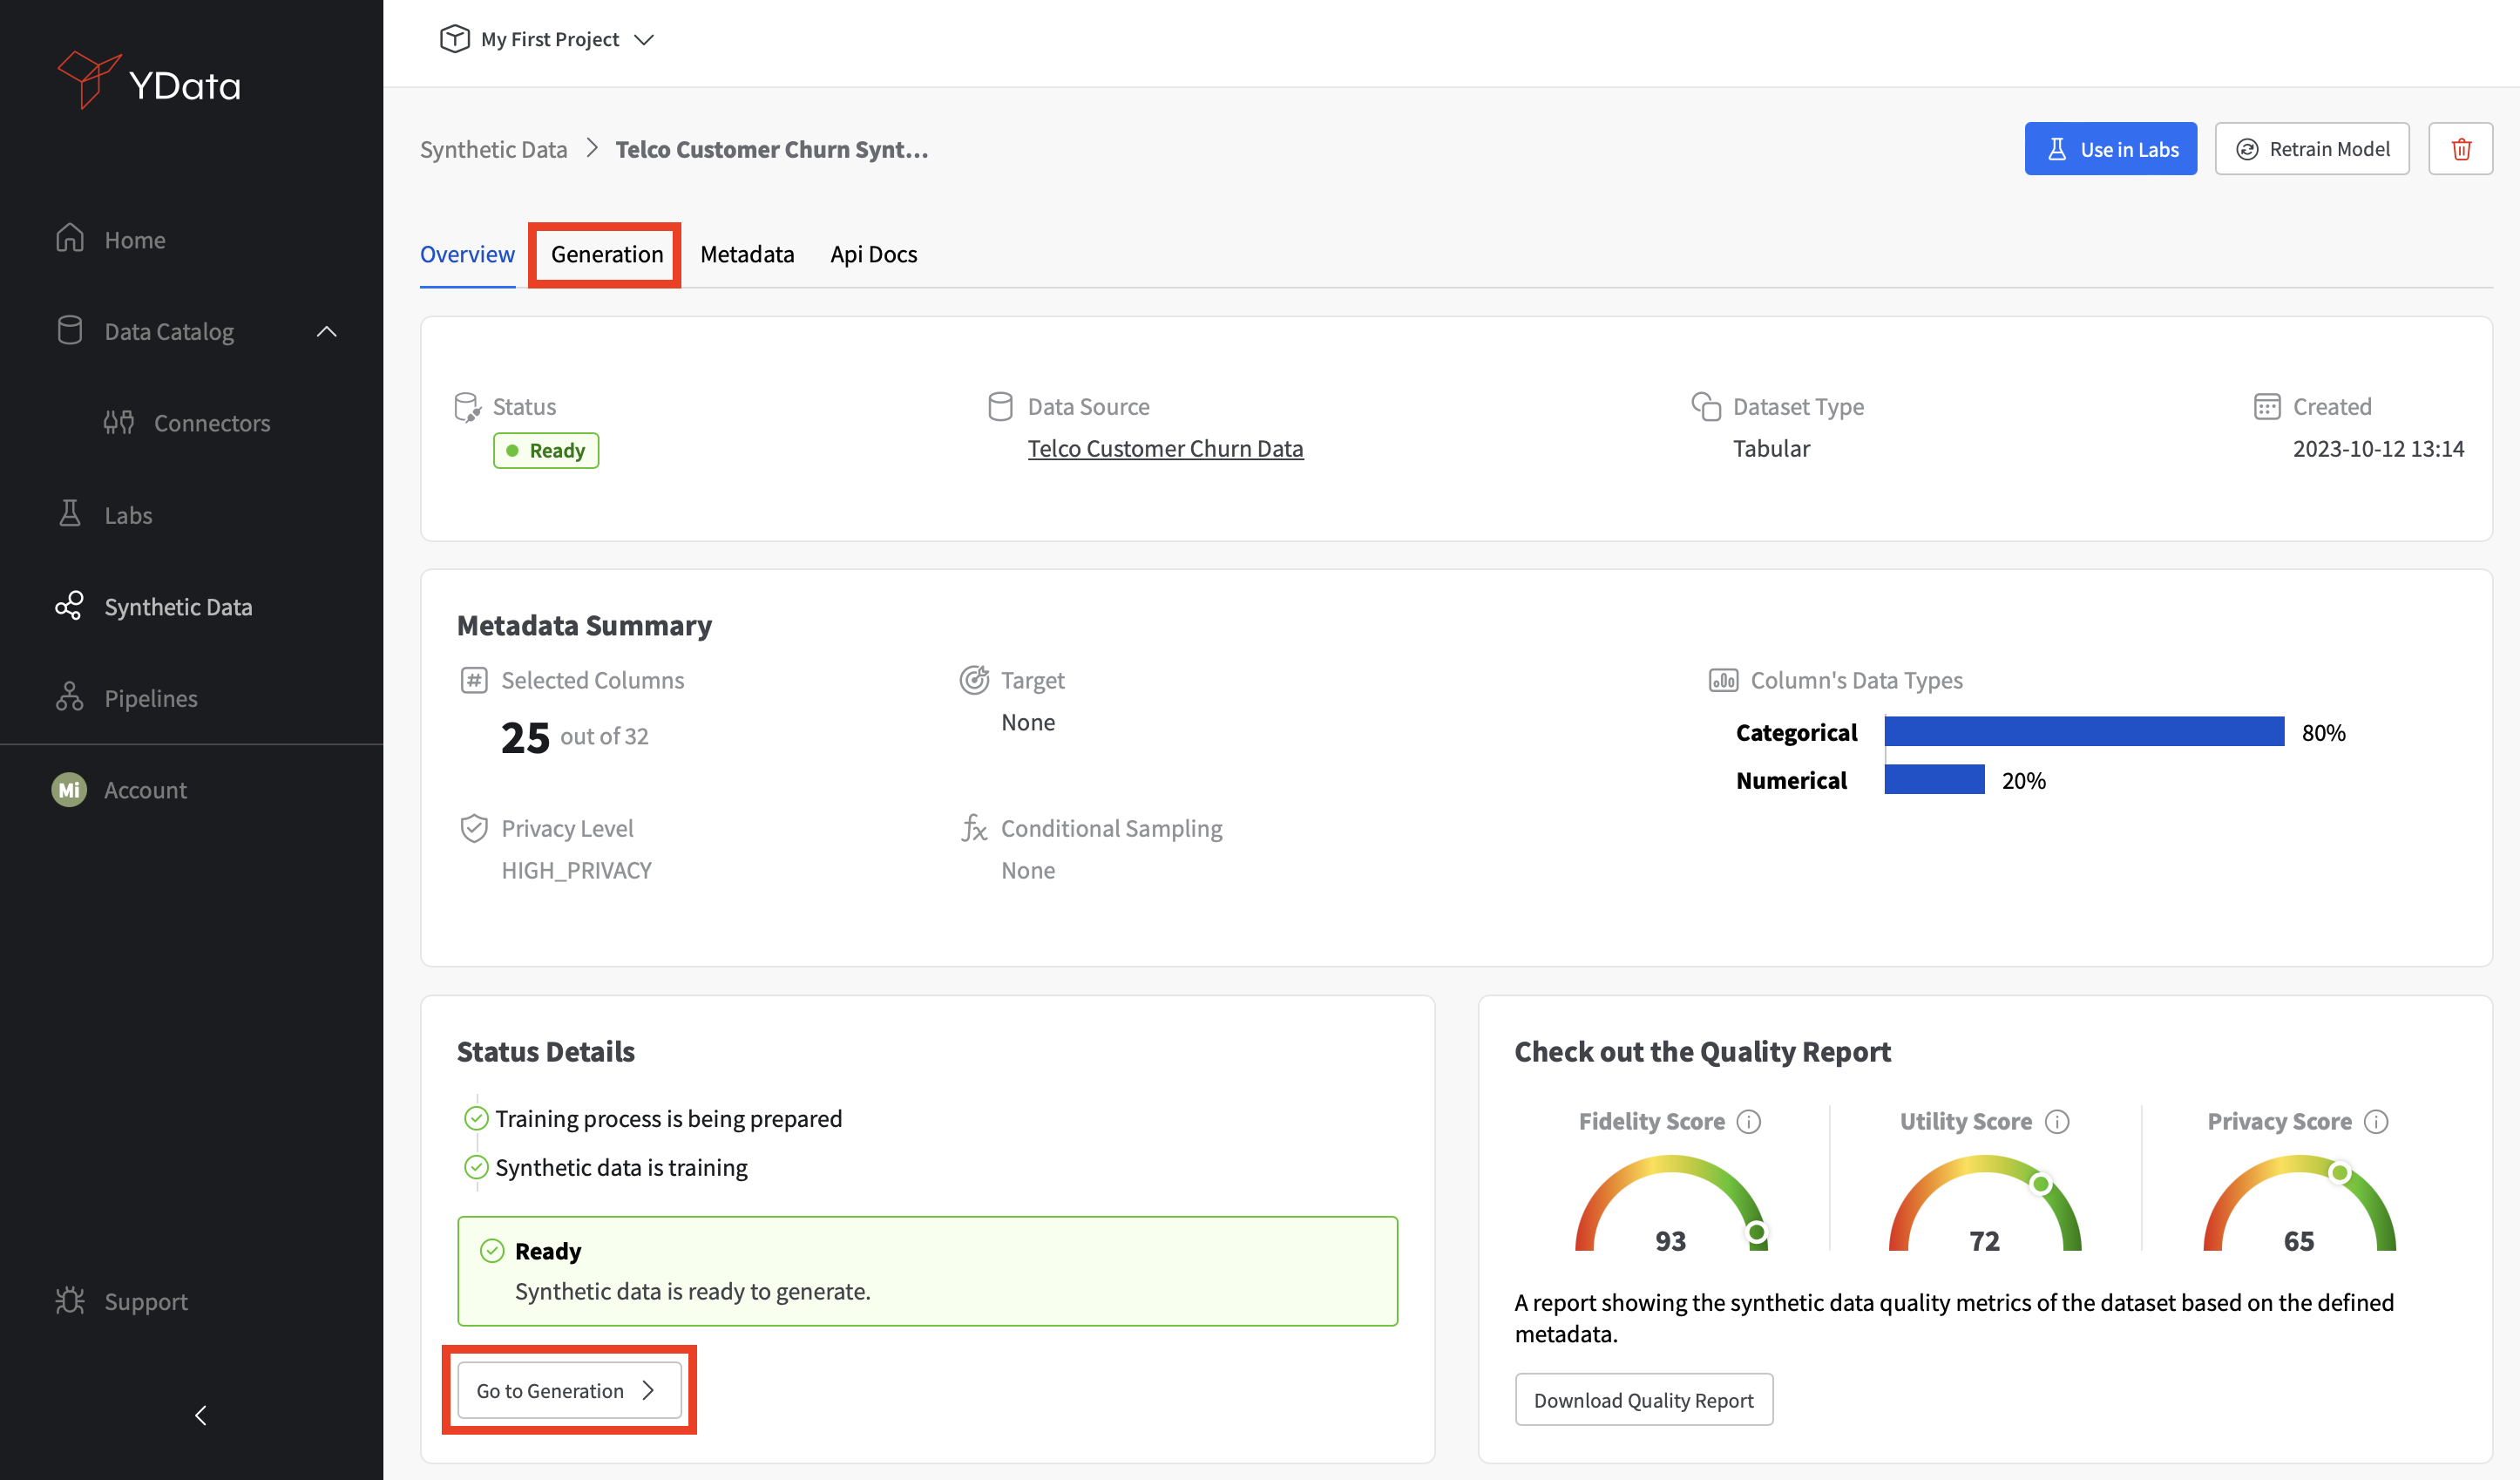 YData
Home
Data Catalog
Connectors
Labs
Synthetic Data
Pipelines
Mi Account
Support
My First Project
Synthetic Data > Telco Customer Churn Synt...
Use in Labs
Retrain Model
Overview Generation Metadata Api Docs
Status
Ready
Data Source
Telco Customer Churn Data
Dataset Type
Tabular
Created
2023-10-12 13:14
Metadata Summary
Selected Columns
25 out of 32
Target
None
Column's Data Types
Categorical 80%
Numerical 20%
Privacy Level
HIGH_PRIVACY
Conditional Sampling
None
Status Details
Training process is being prepared
Synthetic data is training
Ready
Synthetic data is ready to generate.
Go to Generation
Check out the Quality Report
Fidelity Score
93
Utility Score
72
Privacy Score
65
A report showing the synthetic data quality metrics of the dataset based on the defined
metadata.
Download Quality Report